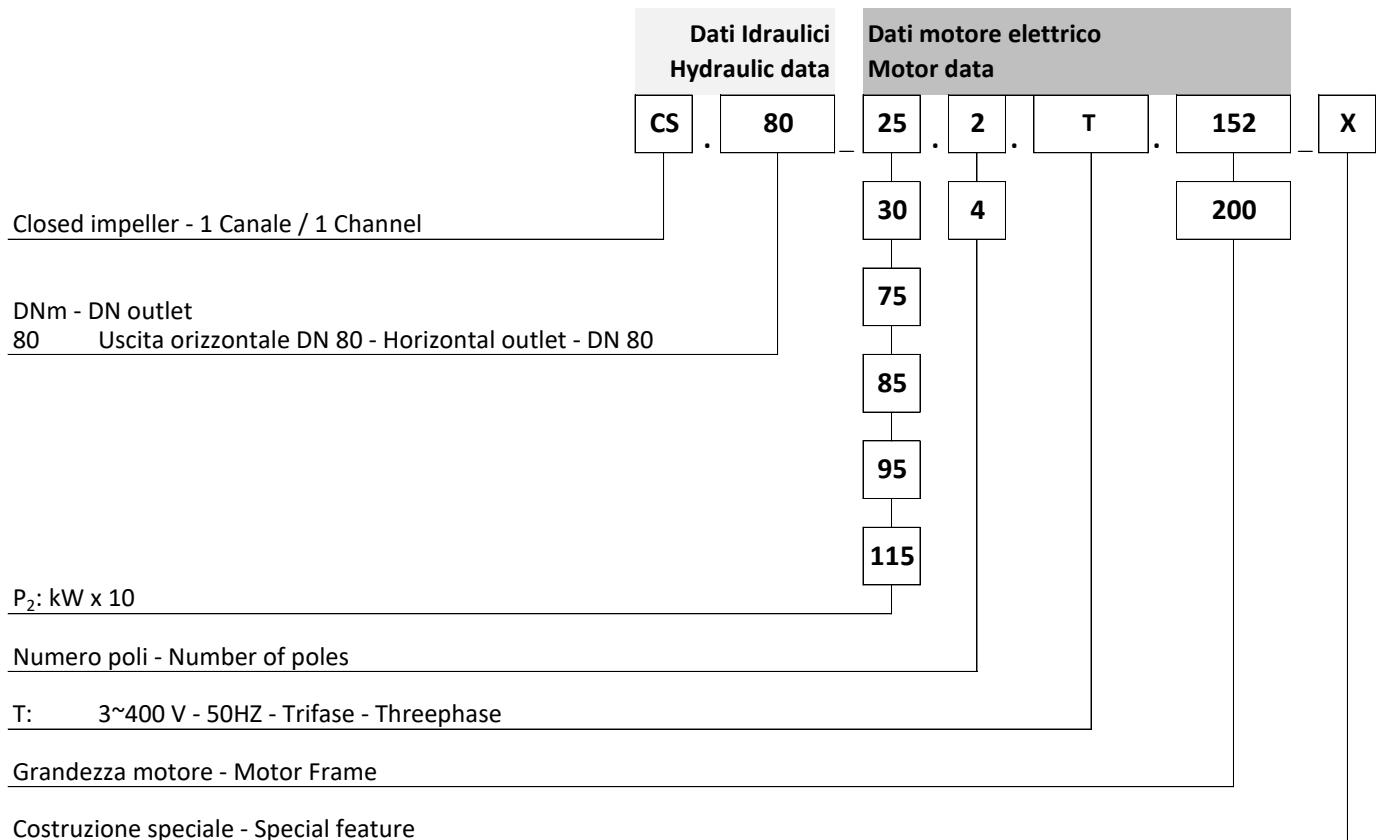 Dati Idraulici
Hydraulic data
Dati motore elettrico
Motor data
CS . 80 _ 25 . 2 . T . 152 _ X
30 4 200
Closed impeller - 1 Canale / 1 Channel
75
DNm - DN outlet
80 Uscita orizzontale DN 80 - Horizontal outlet - DN 80
85
95
115
P₂: kW x 10
Numero poli - Number of poles
T: 3~400 V - 50HZ - Trifase - Threephase
Grandezza motore - Motor Frame
Costruzione speciale - Special feature